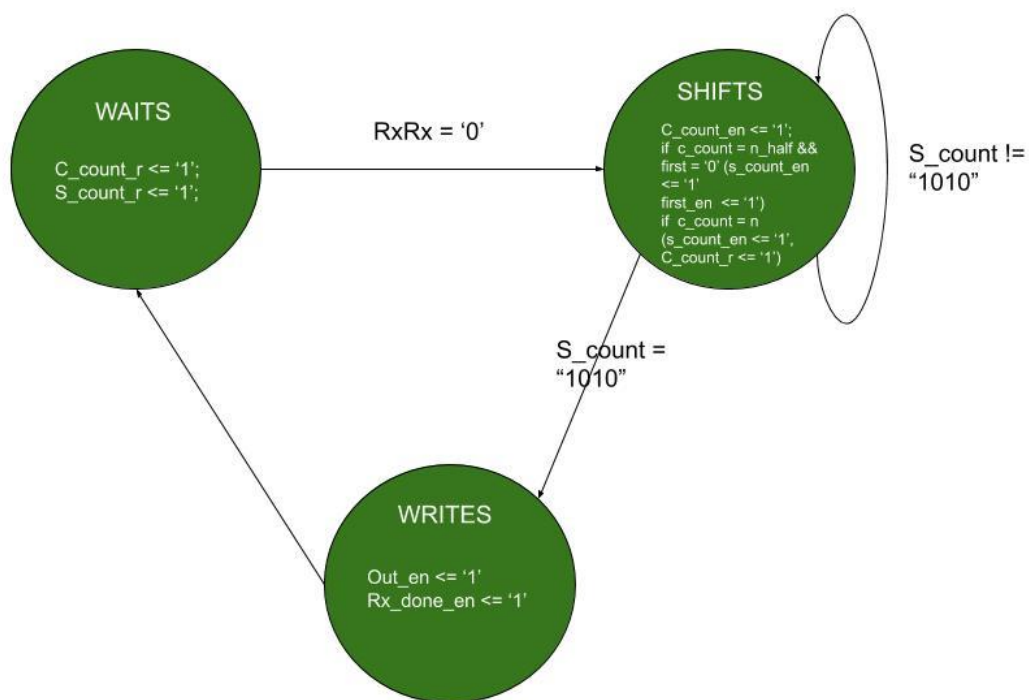 WAITS
C_count_r <= ‘1’;
S_count_r <= ‘1’;
RxRx = ‘0’
SHIFTS
C_count_en <= ‘1’;
if c_count = n_half &&
first = ‘0’ (s_count_en
<= ‘1’
first_en <= ‘1’)
if c_count = n
(s_count_en <= ‘1’,
C_count_r <= ‘1’)
S_count !=
“1010”
S_count =
“1010”
WRITES
Out_en <= ‘1’
Rx_done_en <= ‘1’